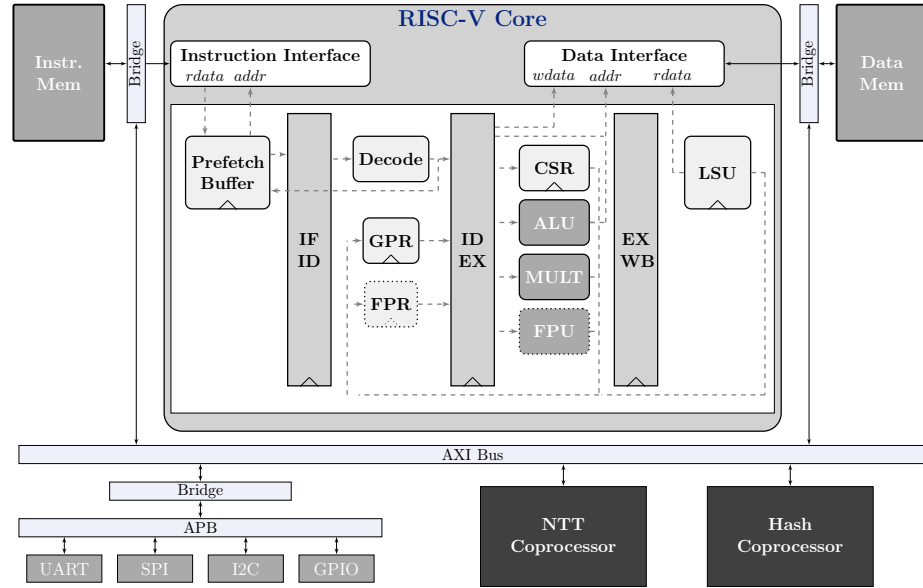 RISC-V Core
Instr.
Mem
Bridge
Instruction Interface
rdata addr
Data Interface
wdata addr rdata
Bridge
Data
Mem
Prefetch
Buffer
IF
ID
Decode
GPR
FPR
ID
EX
CSR
ALU
MULT
FPU
EX
WB
LSU
AXI Bus
Bridge
APB
UART
SPI
I2C
GPIO
NTT
Coprocessor
Hash
Coprocessor